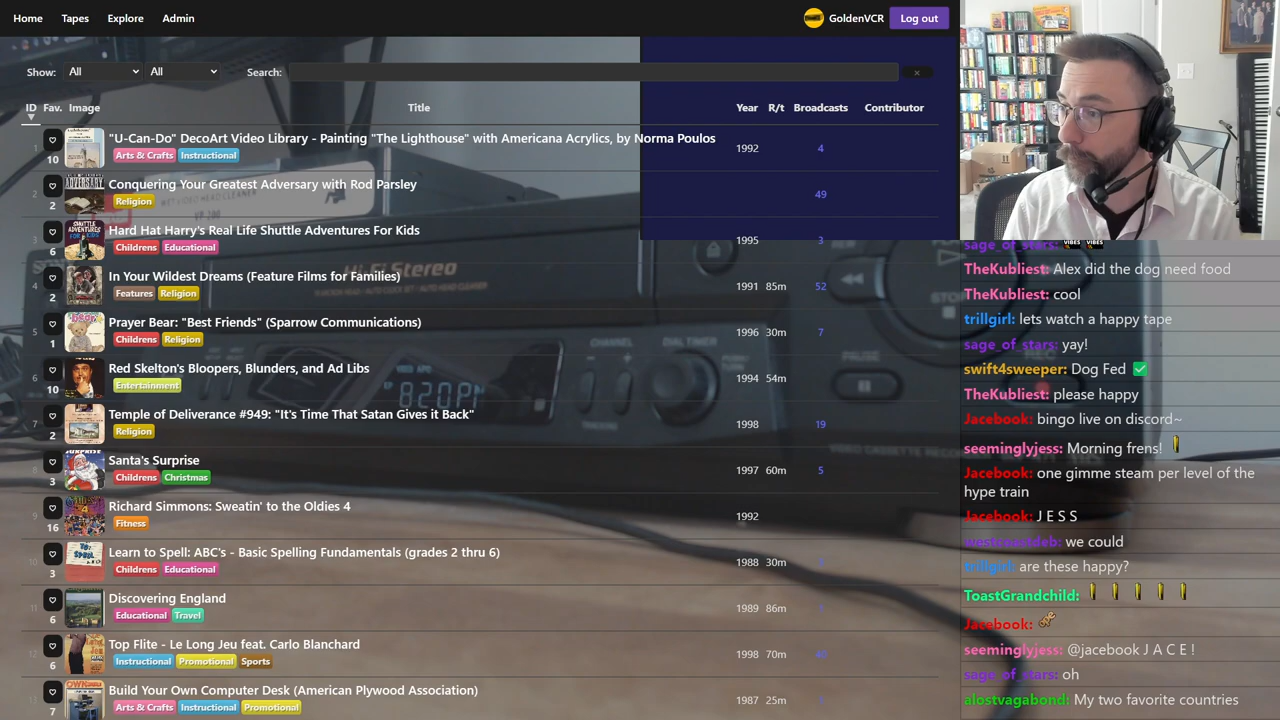 Home Tapes Explore Admin GoldenVCR Log out
Show: All All Search: ×
ID Fav. Image Title Year R/t Broadcasts Contributor
1 10 "U-Can-Do" DecoArt Video Library - Painting "The Lighthouse" with Americana Acrylics, by Norma Poulos 1992 4
Arts & Crafts Instructional
2 2 Conquering Your Greatest Adversary with Rod Parsley 49
Religion
3 6 Hard Hat Harry's Real Life Shuttle Adventures For Kids 1995 3
Childrens Educational
4 2 In Your Wildest Dreams (Feature Films for Families) 1991 85m 52
Features Religion
5 1 Prayer Bear: "Best Friends" (Sparrow Communications) 1996 30m 7
Childrens Religion
6 10 Red Skelton's Bloopers, Blunders, and Ad Libs 1994 54m
Entertainment
7 2 Temple of Deliverance #949: "It's Time That Satan Gives it Back" 1998 19
Religion
8 3 Santa's Surprise 1997 60m 5
Childrens Christmas
9 16 Richard Simmons: Sweatin' to the Oldies 4 1992
Fitness
10 3 Learn to Spell: ABC's - Basic Spelling Fundamentals (grades 2 thru 6) 1988 30m
Childrens Educational
11 6 Discovering England 1989 86m
Educational Travel
12 6 Top Flite - Le Long Jeu feat. Carlo Blanchard 1998 70m
Instructional Promotional Sports
13 7 Build Your Own Computer Desk (American Plywood Association) 1987 25m
Arts & Crafts Instructional Promotional
8:20PM
sage_of_stars: VIBES VIBES
TheKubliest: Alex did the dog need food
TheKubliest: cool
trillgirl: lets watch a happy tape
sage_of_stars: yay!
swift4sweeper: Dog Fed
TheKubliest: please happy
Jacebook: bingo live on discord~
seeminglyjess: Morning frens!
Jacebook: one gimme steam per level of the
hype train
Jacebook: J E S S
westcoastdeb: we could
trillgirl: are these happy?
ToastGrandchild:
Jacebook:
seeminglyjess: @jacebook J A C E !
sage_of_stars: oh
alostvagabond: My two favorite countries